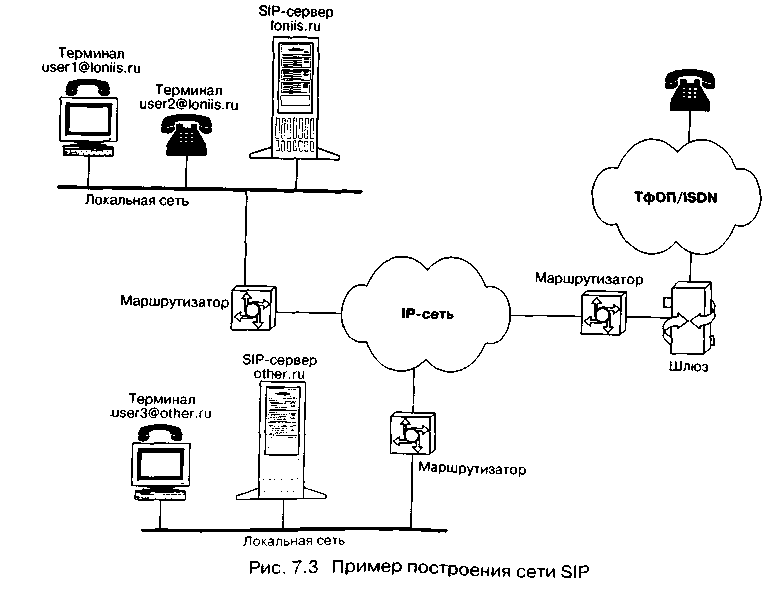 SIP-сервер
loniis.ru
Терминал
user1@loniis.ru
Терминал
user2@loniis.ru
Локальная сеть
ТфОП/ISDN
Маршрутизатор
IP-сеть
Маршрутизатор
Шлюз
SIP-сервер
other.ru
Терминал
user3@other.ru
Маршрутизатор
Локальная сеть
Рис. 7.3 Пример построения сети SIP